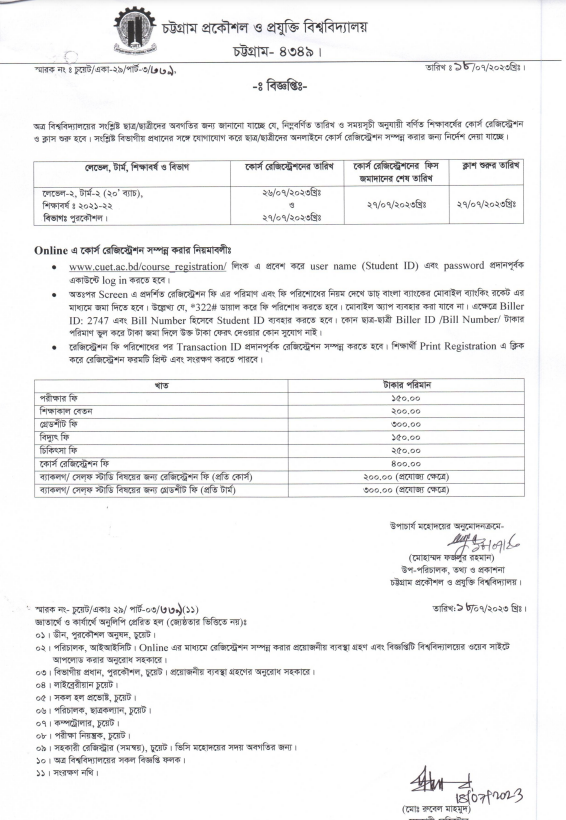 চট্টগ্রাম প্রকৌশল ও প্রযুক্তি বিশ্ববিদ্যালয়
চট্টগ্রাম- ৪৩৪৯ ।
স্মারক নং ঃ চুয়েট/একা-২৯/পার্ট-৩/৭৭৯,
তারিখ ঃ ১৮/০৭/২০২৩খ্রিঃ ।
-ঃ বিজ্ঞপ্তিঃ-
অত্র বিশ্ববিদ্যালয়ের সংশ্লিষ্ট ছাত্র/ছাত্রীদের অবগতির জন্য জানানো যাচ্ছে যে, নিম্নবর্ণিত তারিখ ও সময়সূচী অনুযায়ী বর্ণিত শিক্ষাবর্ষের কোর্স রেজিস্ট্রেশন
ও ক্লাস শুরু হবে। সংশ্লিষ্ট বিভাগীয় প্রধানের সঙ্গে যোগাযোগ করে ছাত্র/ছাত্রীদের অনলাইনে কোর্স রেজিস্ট্রেশন সম্পন্ন করার জন্য নির্দেশ দেয়া যাচ্ছে।
লেভেল, টার্ম, শিক্ষাবর্ষ ও বিভাগ
কোর্স রেজিস্ট্রেশনের তারিখ
কোর্স রেজিস্ট্রেশনের ফিস
জমাদানের শেষ তারিখ
ক্লাশ শুরুর তারিখ
লেভেল-২, টার্ম-২ (২০' ব্যাচ),
শিক্ষাবর্ষ ঃ ২০২১-২২
বিভাগঃ পুরকৌশল।
২৬/০৭/২০২৩খ্রিঃ
ও
২৭/০৭/২০২৩খ্রিঃ
২৭/০৭/২০২৩খ্রিঃ
২৭/০৭/২০২৩খ্রিঃ
Online এ কোর্স রেজিস্ট্রেশন সম্পূণ করার নিয়মাবলীঃ
• www.cuet.ac.bd/course_registration/ লিংক এ প্রবেশ করে user name (Student ID) এবং password প্রদানপূর্বক
একাউন্টে log in করতে হবে।
• অতঃপর Screen এ প্রদর্শিত রেজিস্ট্রেশন ফি এর পরিমাণ এবং ফি পরিশোধের নিয়ম দেখে ডাচ্ বাংলা ব্যাংকের মোবাইল ব্যাংকিং রকেট এর
মাধ্যমে জমা দিতে হবে। উল্লেখ্য যে, *322# ডায়াল করে ফি পরিশোধ করতে হবে। মোবাইল অ্যাপ ব্যবহার করা যাবে না। এক্ষেত্রে Biller
ID: 2747 এবং Bill Number হিসেবে Student ID ব্যবহার করতে হবে। কোন ছাত্র-ছাত্রী Biller ID /Bill Number/ টাকার
পরিমাণ ভুল করে টাকা জমা দিলে উক্ত টাকা ফেরৎ দেওয়ার কোন সুযোগ নাই।
• রেজিস্ট্রেশন ফি পরিশোধের পর Transaction ID প্রদানপূর্বক রেজিস্ট্রেশন সম্পন্ন করতে হবে। শিক্ষার্থী Print Registration এ ক্লিক
করে রেজিস্ট্রেশন ফরমটি প্রিন্ট এবং সংরক্ষণ করতে পারবে।
খাত
টাকার পরিমান
পরীক্ষার ফি
১৫০.০০
শিক্ষাকাল বেতন
২০০.০০
গ্রেডশীট ফি
৩০০.০০
বিদ্যুৎ ফি
১৫০.০০
চিকিৎসা ফি
২৫০.০০
কোর্স রেজিস্ট্রেশন ফি
৪০০.০০
ব্যাকলগ/ সেল্ফ স্টাডি বিষয়ের জন্য রেজিস্ট্রেশন ফি (প্রতি কোর্স)
২০০.০০ (প্রযোজ্য ক্ষেত্রে)
ব্যাকলগ/ সেল্ফ স্টাডি বিষয়ের জন্য গ্রেডশীট ফি (প্রতি টার্ম)
৩০০.০০ (প্রযোজ্য ক্ষেত্রে)
উপাচার্য মহোদয়ের অনুমোদনক্রমে-
(মোহাম্মদ ফজলুর রহমান)
উপ-পরিচালক, তথ্য ও প্রকাশনা
চট্টগ্রাম প্রকৌশল ও প্রযুক্তি বিশ্ববিদ্যালয়।
স্মারক নং- চুয়েট/একাঃ ২৯/ পার্ট-০৩/৭৭৯(১১)
তারিখ:১৮/০৭/২০২৩ খ্রিঃ।
জ্ঞাতার্থে ও কার্যার্থে অনুলিপি প্রেরিত হল (জ্যেষ্ঠতার ভিত্তিতে নয়)ঃ
০১। ডীন, পুরকৌশল অনুষদ, চুয়েট।
০২। পরিচালক, আইআইসিটি। Online এর মাধ্যমে রেজিস্ট্রেশন সম্পন্ন করার প্রয়োজনীয় ব্যবস্থা গ্রহণ এবং বিজ্ঞপ্তিটি বিশ্ববিদ্যালয়ের ওয়েব সাইটে
আপলোড করার অনুরোধ সহকারে।
০৩। বিভাগীয় প্রধান, পুরকৌশল, চুয়েট। প্রয়োজনীয় ব্যবস্থা গ্রহণের অনুরোধ সহকারে।
০৪। লাইব্রেরীয়ান চুয়েট।
০৫। সকল হল প্রভোষ্ট, চুয়েট।
০৬। পরিচালক, ছাত্রকল্যান, চুয়েট।
০৭। কম্পট্রোলার, চুয়েট।
০৮। পরীক্ষা নিয়ন্ত্রক, চুয়েট।
০৯। সহকারী রেজিস্ট্রার (সমন্বয়), চুয়েট। ভিসি মহোদয়ের সদয় অবগতির জন্য।
১০। অত্র বিশ্ববিদ্যালয়ের সকল বিজ্ঞপ্তি ফলক।
১১। সংরক্ষণ নথি।
18/07/2023
(মোঃ রুবেল মাহমুদ)